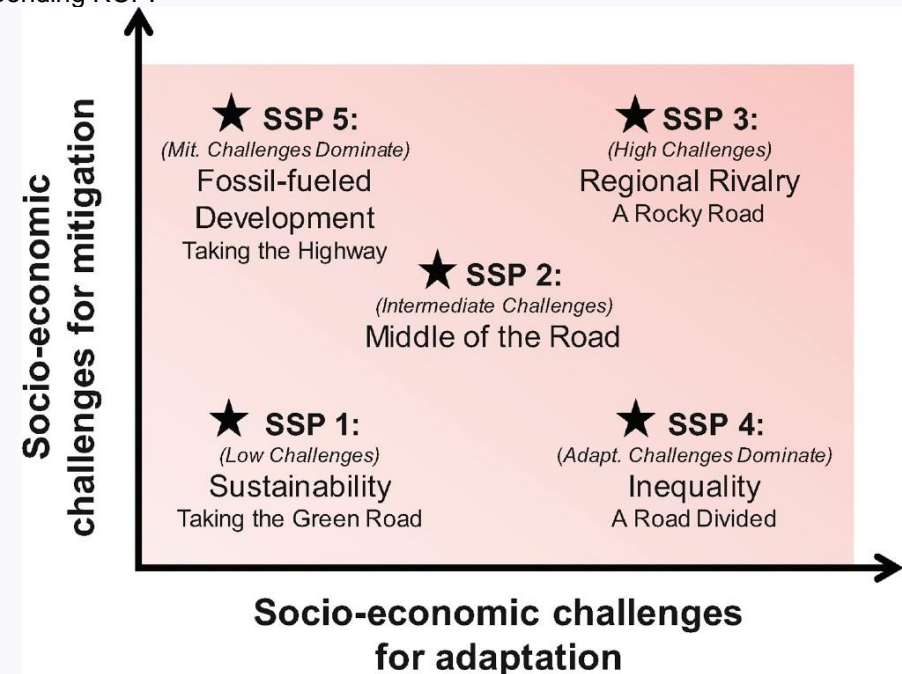 Socio-economic
challenges for mitigation
SSP 5:
(Mit. Challenges Dominate)
Fossil-fueled
Development
Taking the Highway
SSP 3:
(High Challenges)
Regional Rivalry
A Rocky Road
SSP 2:
(Intermediate Challenges)
Middle of the Road
SSP 1:
(Low Challenges)
Sustainability
Taking the Green Road
SSP 4:
(Adapt. Challenges Dominate)
Inequality
A Road Divided
Socio-economic challenges
for adaptation